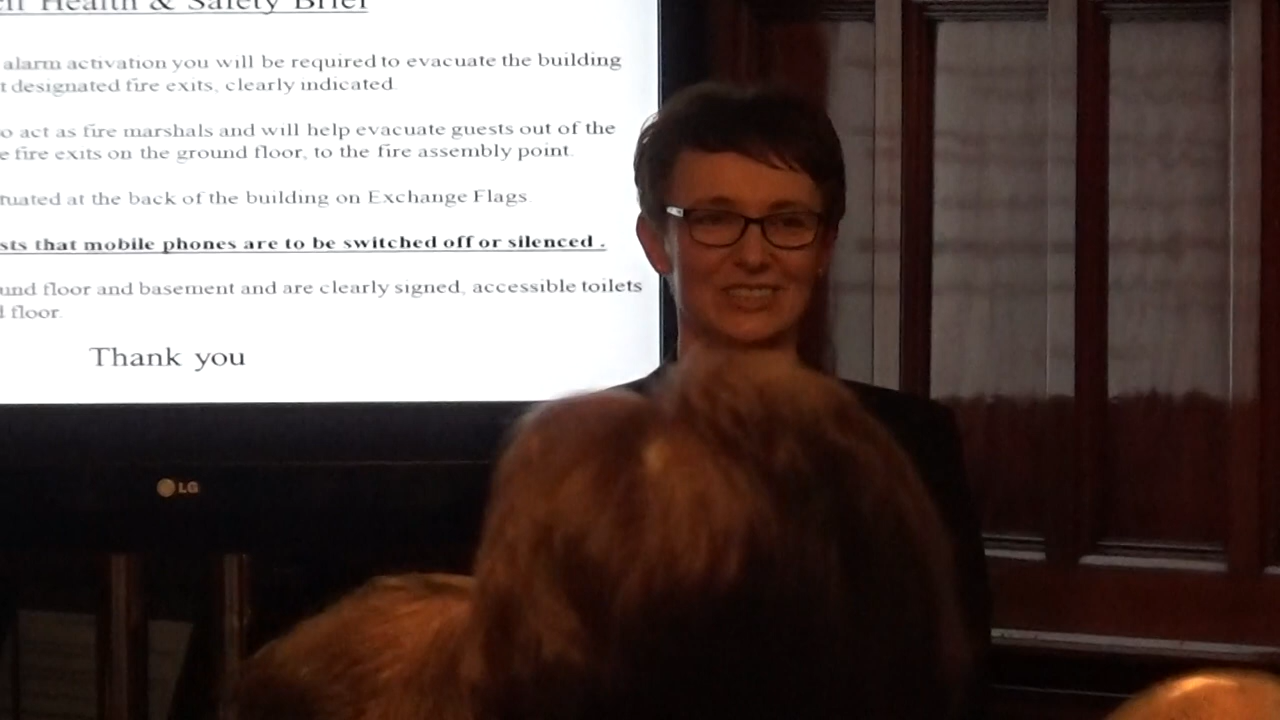 Health & Safety Brief
alarm activation you will be required to evacuate the building
designated fire exits, clearly indicated.
act as fire marshals and will help evacuate guests out of the
fire exits on the ground floor, to the fire assembly point.
at the back of the building on Exchange Flags.
that mobile phones are to be switched off or silenced .
floor and basement and are clearly signed, accessible toilets
floor.
Thank you
LG